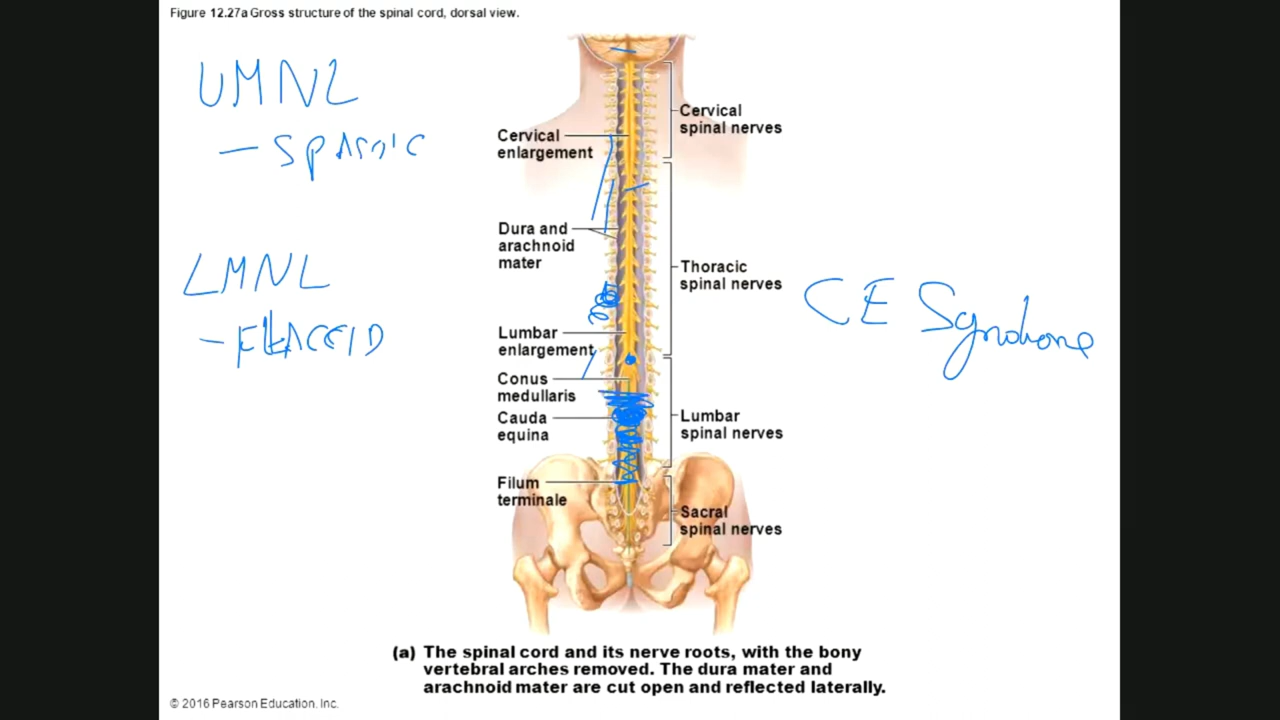 Figure 12.27a Gross structure of the spinal cord, dorsal view.
UMNL
– SPASTIC
LMNL
– FLACCID
Cervical
enlargement
Dura and
arachnoid
mater
Lumbar
enlargement
Conus
medullaris
Cauda
equina
Filum
terminale
Cervical
spinal nerves
Thoracic
spinal nerves
Lumbar
spinal nerves
Sacral
spinal nerves
CE Syndrome
(a) The spinal cord and its nerve roots, with the bony
vertebral arches removed. The dura mater and
arachnoid mater are cut open and reflected laterally.
© 2016 Pearson Education, Inc.